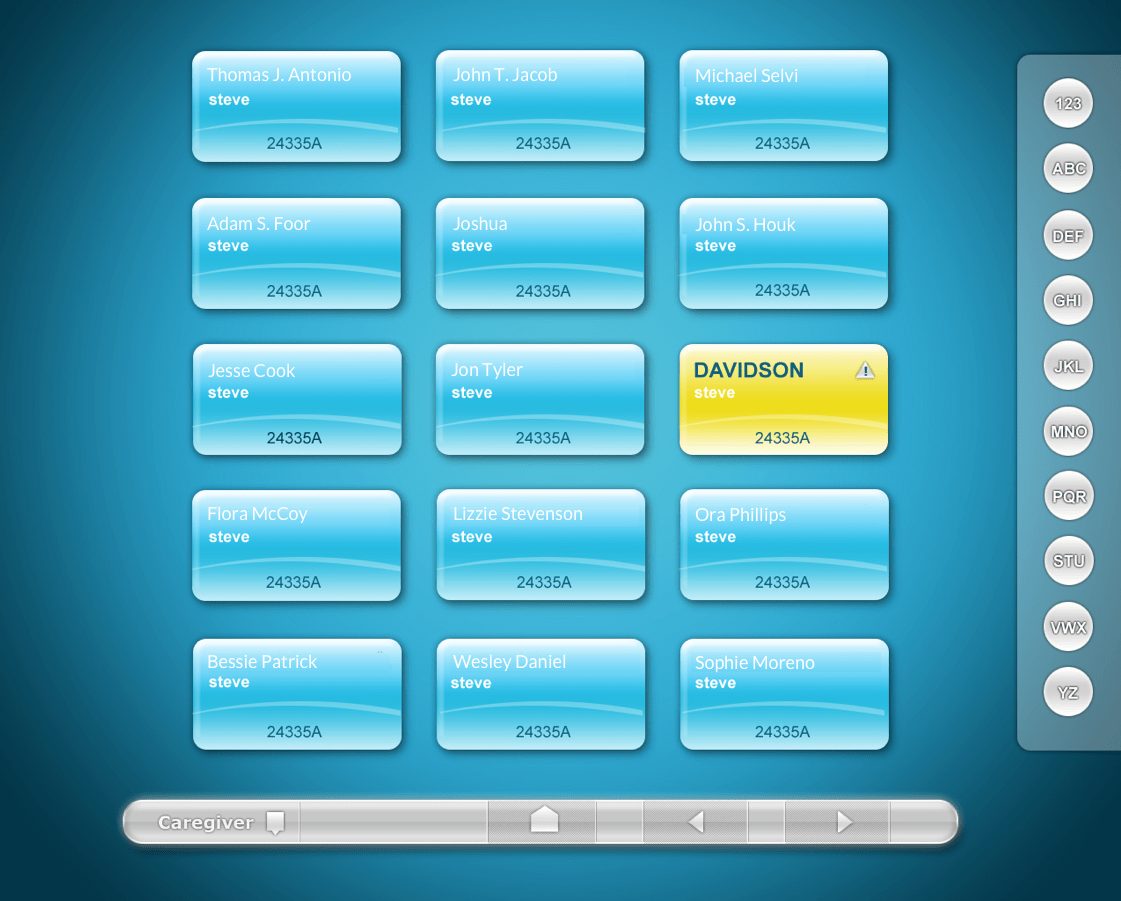 Thomas J. Antonio
steve
24335A
John T. Jacob
steve
24335A
Michael Selvi
steve
24335A
Adam S. Foor
steve
24335A
Joshua
steve
24335A
John S. Houk
steve
24335A
Jesse Cook
steve
24335A
Jon Tyler
steve
24335A
DAVIDSON
steve
24335A
Flora McCoy
steve
24335A
Lizzie Stevenson
steve
24335A
Ora Phillips
steve
24335A
Bessie Patrick
steve
24335A
Wesley Daniel
steve
24335A
Sophie Moreno
steve
24335A
123
ABC
DEF
GHI
JKL
MNO
PQR
STU
VWX
YZ
Caregiver